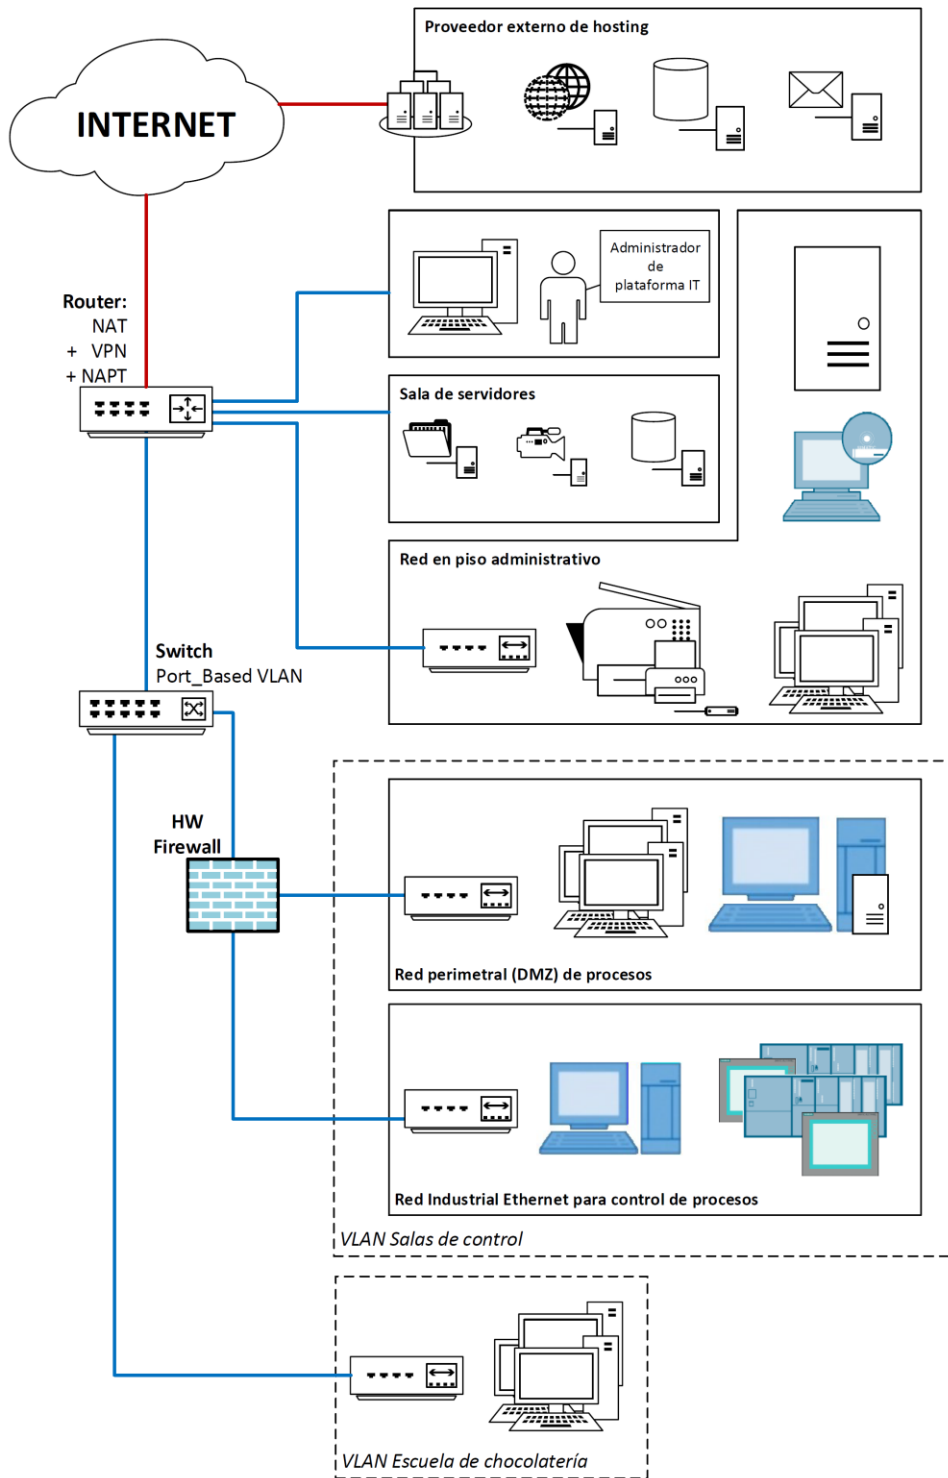 Proveedor externo de hosting
INTERNET
Administrador
de
plataforma IT
Router:
NAT
+ VPN
+ NAPT
Sala de servidores
Red en piso administrativo
Switch
Port_Based VLAN
HW
Firewall
Red perimetral (DMZ) de procesos
Red Industrial Ethernet para control de procesos
VLAN Salas de control
VLAN Escuela de chocolatería